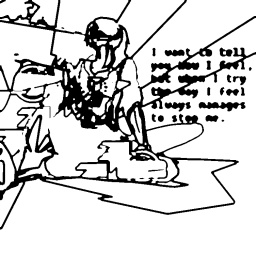 I want to tell
you how I feel,
but when I try
the way I feel
always manages
to stop me.